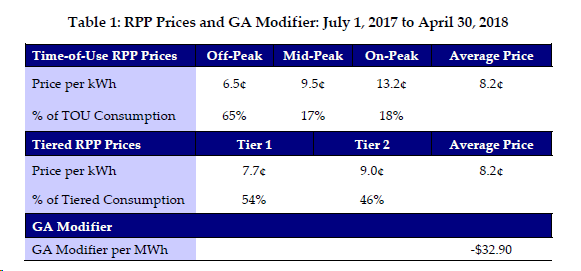 Table 1: RPP Prices and GA Modifier: July 1, 2017 to April 30, 2018
Time-of-Use RPP Prices Off-Peak Mid-Peak On-Peak Average Price
Price per kWh 6.5¢ 9.5¢ 13.2¢ 8.2¢
% of TOU Consumption 65% 17% 18%
Tiered RPP Prices Tier 1 Tier 2 Average Price
Price per kWh 7.7¢ 9.0¢ 8.2¢
% of Tiered Consumption 54% 46%
GA Modifier
GA Modifier per MWh -$32.90